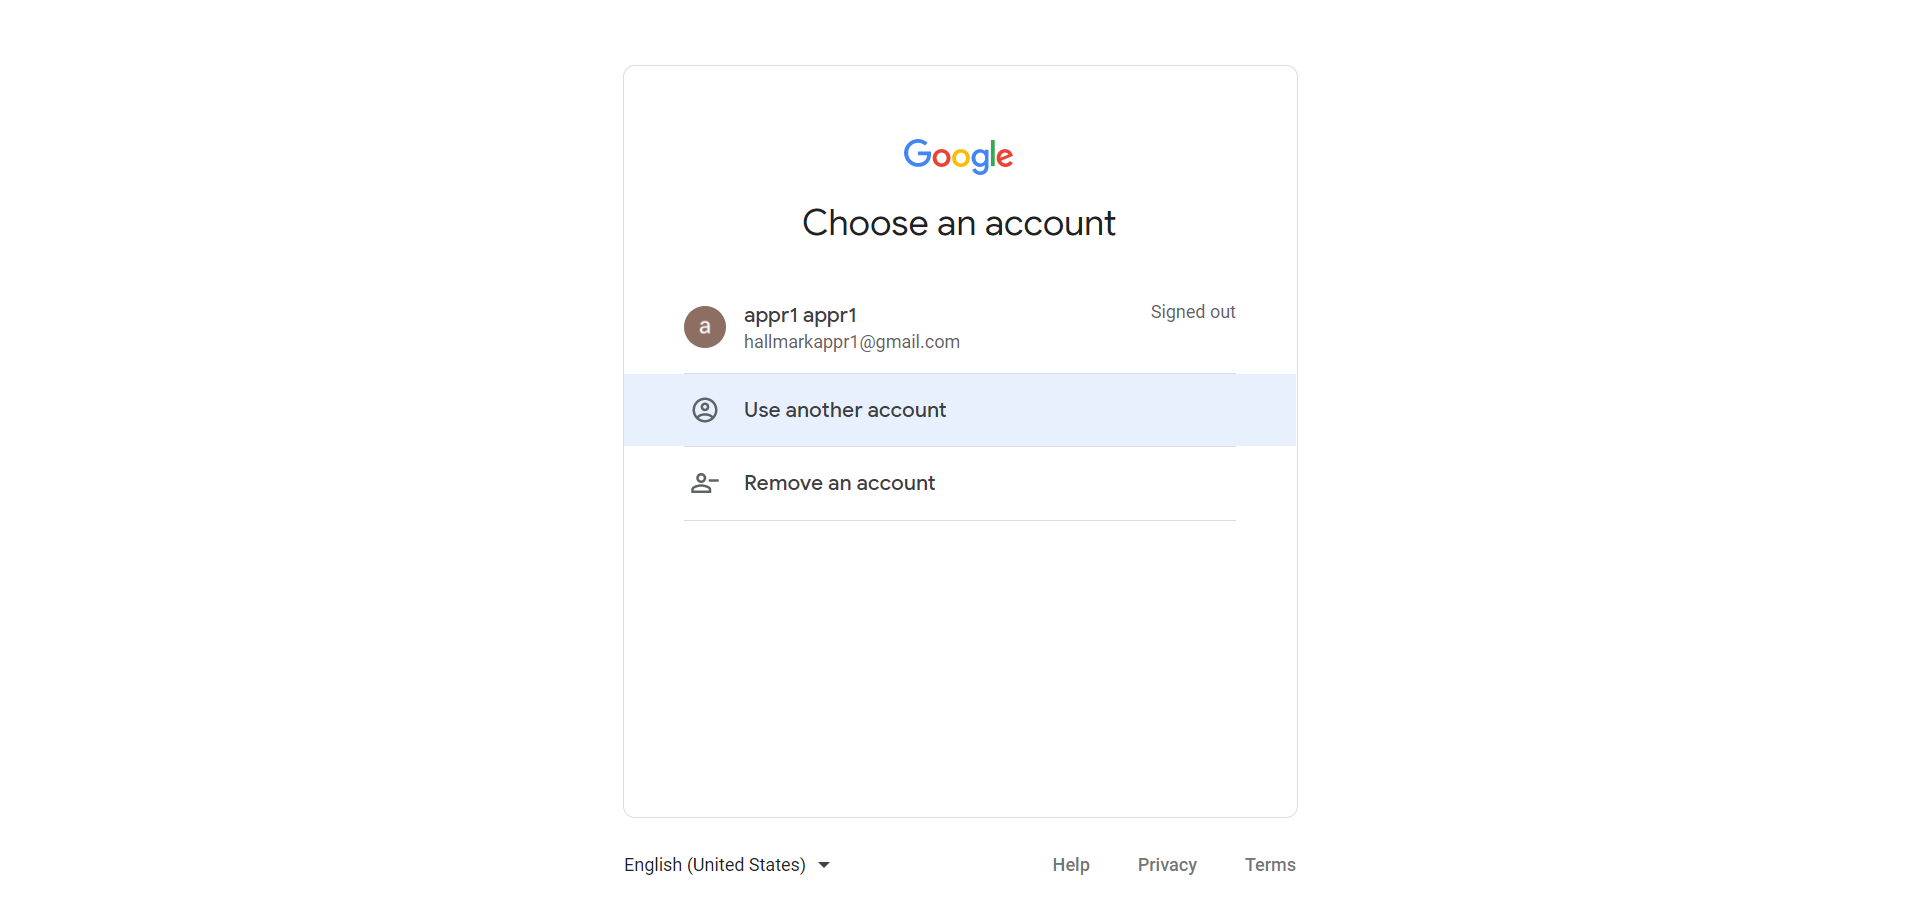 Google
Choose an account
a
appr1 appr1
Signed out
hallmarkappr1@gmail.com
Use another account
Remove an account
English (United States)
Help
Privacy
Terms